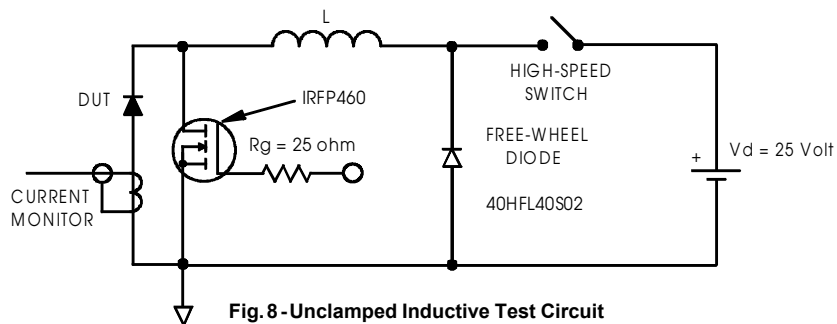 L
HIGH-SPEED
SWITCH
DUT
IRFP460
Rg = 25 ohm
FREE-WHEEL
DIODE
+
Vd = 25 Volt
40HFL40S02
CURRENT
MONITOR
Fig. 8 - Unclamped Inductive Test Circuit